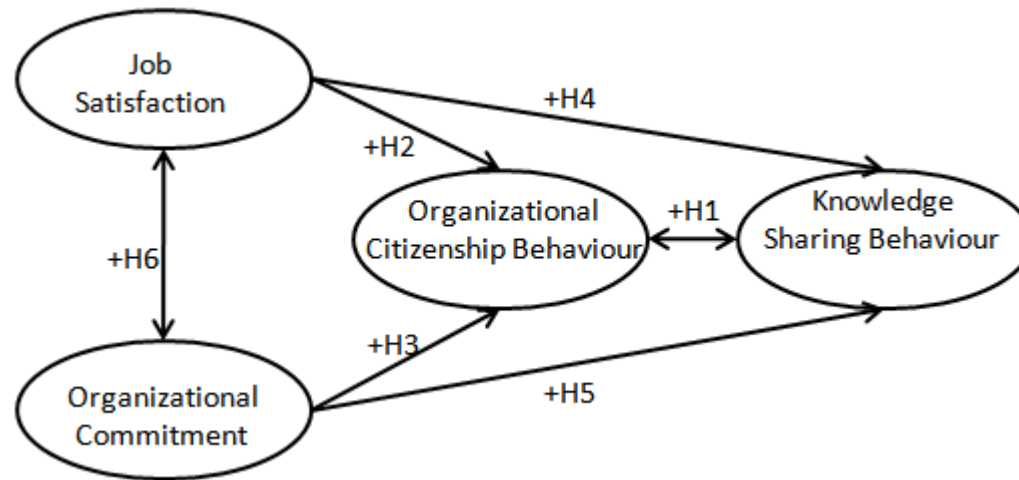 Job
Satisfaction
+H4
+H2
Organizational
Citizenship Behaviour
+H1
Knowledge
Sharing Behaviour
+H6
+H3
+H5
Organizational
Commitment